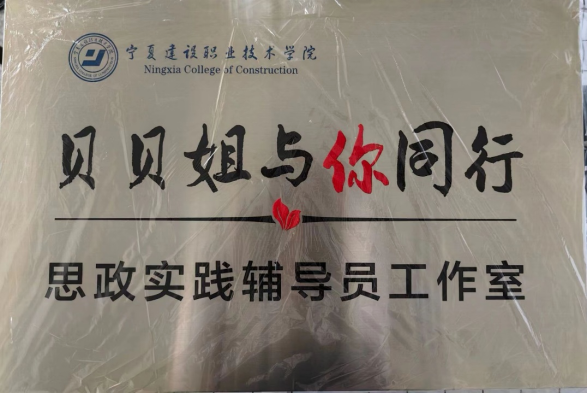 宁夏建设职业技术学院
Ningxia College of Construction
贝贝姐与你同行
思政实践辅导员工作室